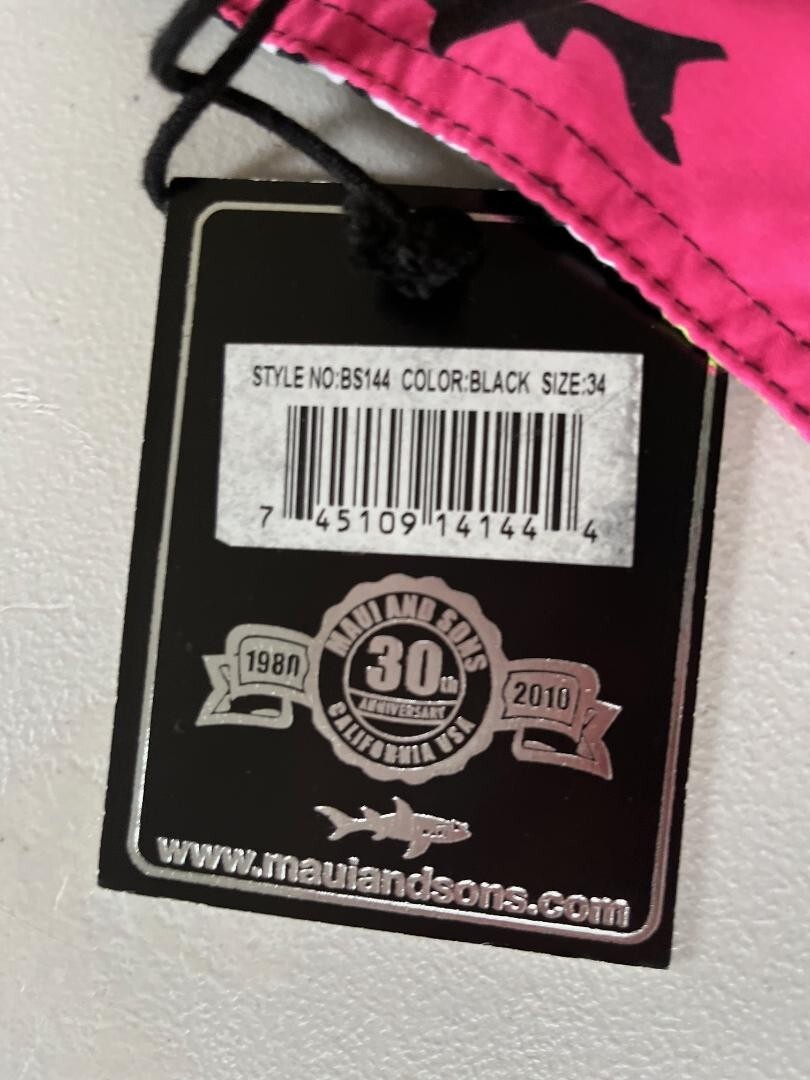 STYLE NO:BS144 COLOR:BLACK SIZE:34
7 45109 14144 4
MAUI AND SONS
1980 30th 2010
ANNIVERSARY
CALIFORNIA USA
www.mauiandsons.com